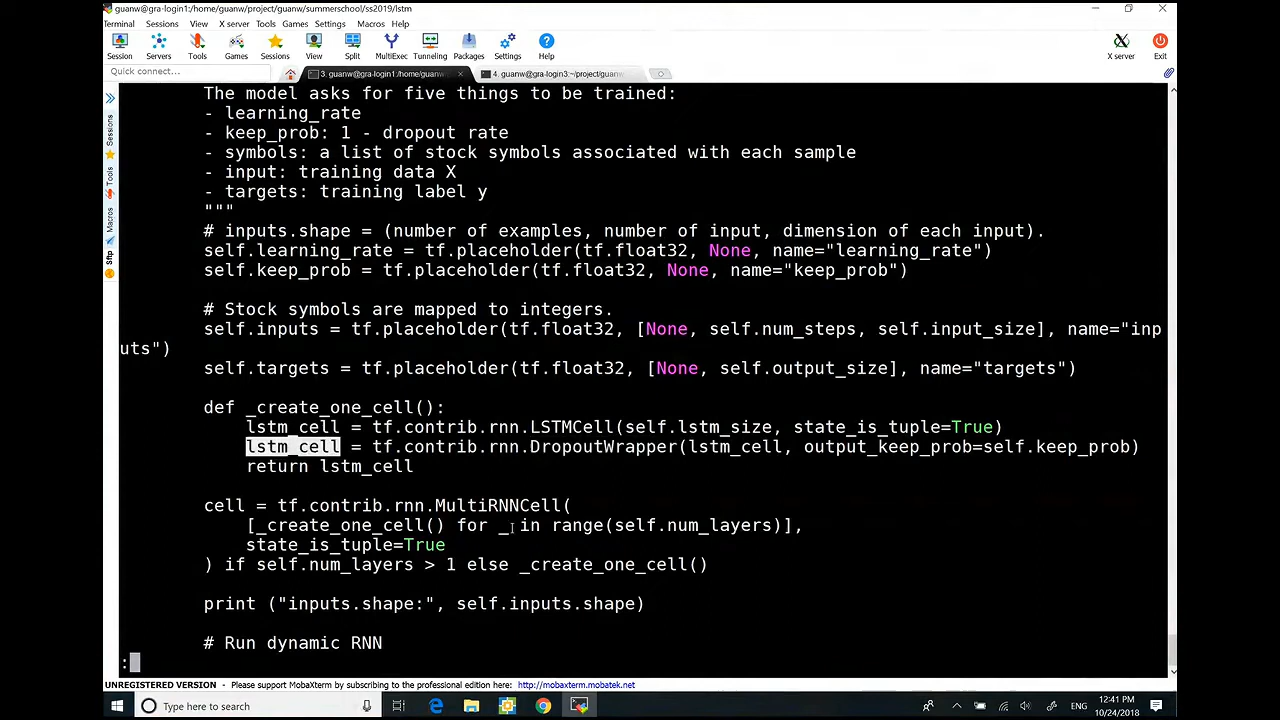 guanw@gra-login1:/home/guanw/project/guanw/summerschool/ss2019/lstm
Terminal Sessions View X server Tools Games Settings Macros Help
Session Servers Tools Games Sessions View Split MultiExec Tunneling Packages Settings Help X server Exit
Quick connect...
3. guanw@gra-login1:/home/guanw
4. guanw@gra-login3:~/project/guanw
Sessions
Tools
Macros
Sftp
The model asks for five things to be trained:
- learning_rate
- keep_prob: 1 - dropout rate
- symbols: a list of stock symbols associated with each sample
- input: training data X
- targets: training label y
"""
# inputs.shape = (number of examples, number of input, dimension of each input).
self.learning_rate = tf.placeholder(tf.float32, None, name="learning_rate")
self.keep_prob = tf.placeholder(tf.float32, None, name="keep_prob")
# Stock symbols are mapped to integers.
self.inputs = tf.placeholder(tf.float32, [None, self.num_steps, self.input_size], name="inp
uts")
self.targets = tf.placeholder(tf.float32, [None, self.output_size], name="targets")
def _create_one_cell():
lstm_cell = tf.contrib.rnn.LSTMCell(self.lstm_size, state_is_tuple=True)
lstm_cell = tf.contrib.rnn.DropoutWrapper(lstm_cell, output_keep_prob=self.keep_prob)
return lstm_cell
cell = tf.contrib.rnn.MultiRNNCell(
[_create_one_cell() for _ in range(self.num_layers)],
state_is_tuple=True
) if self.num_layers > 1 else _create_one_cell()
print ("inputs.shape:", self.inputs.shape)
# Run dynamic RNN
:
UNREGISTERED VERSION - Please support MobaXterm by subscribing to the professional edition here: http://mobaxterm.mobatek.net
Type here to search
ENG
12:41 PM
10/24/2018